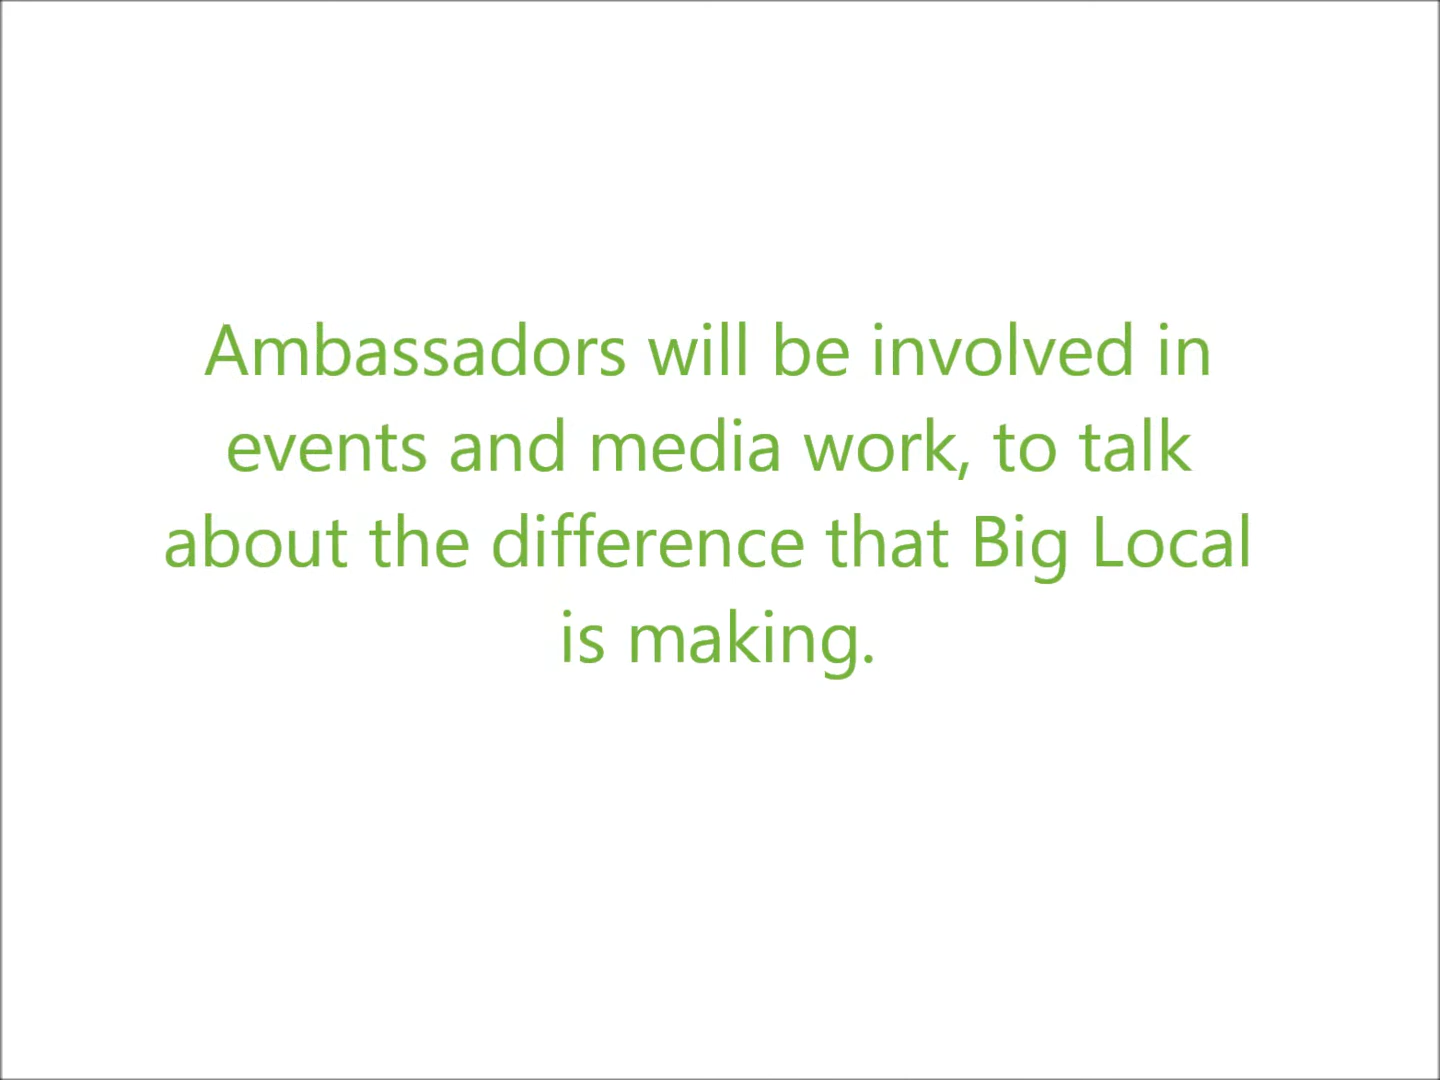 Ambassadors will be involved in
events and media work, to talk
about the difference that Big Local
is making.